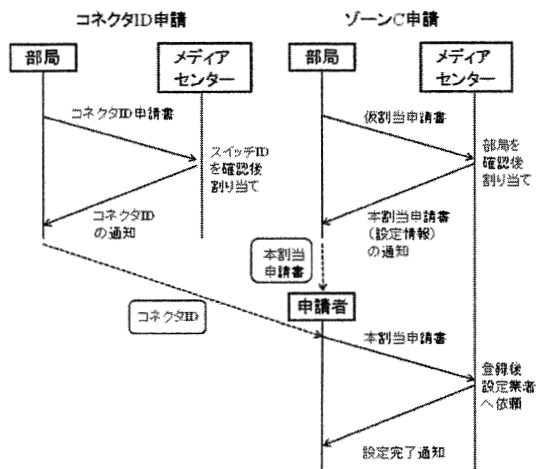 コネクタID申請
部局
メディア
センター
コネクタID申請書
スイッチID
を確認後
割り当て
コネクタID
の通知
コネクタID
ゾーンC申請
部局
メディア
センター
仮割当申請書
部局を
確認後
割り当て
本割当申請書
(設定情報)
の通知
本割当
申請書
申請者
本割当申請書
登録後
設定業者
へ依頼
設定完了通知